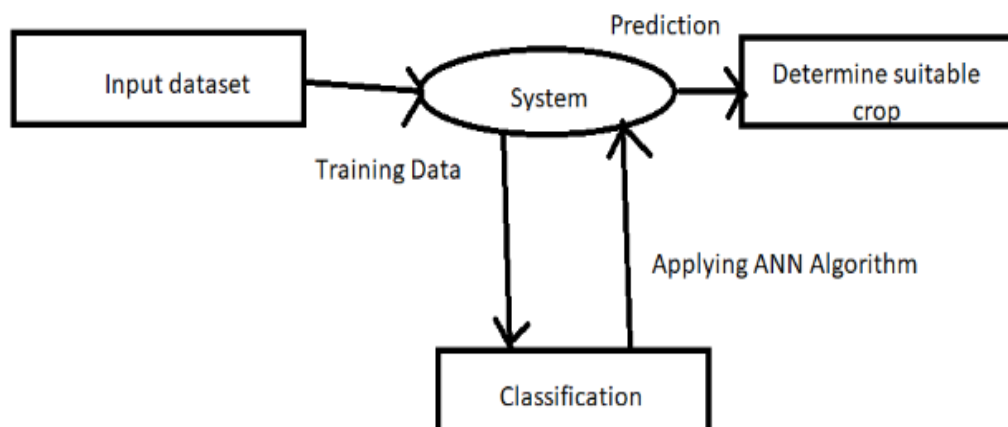 Prediction
Input dataset
System
Determine suitable
crop
Training Data
Applying ANN Algorithm
Classification